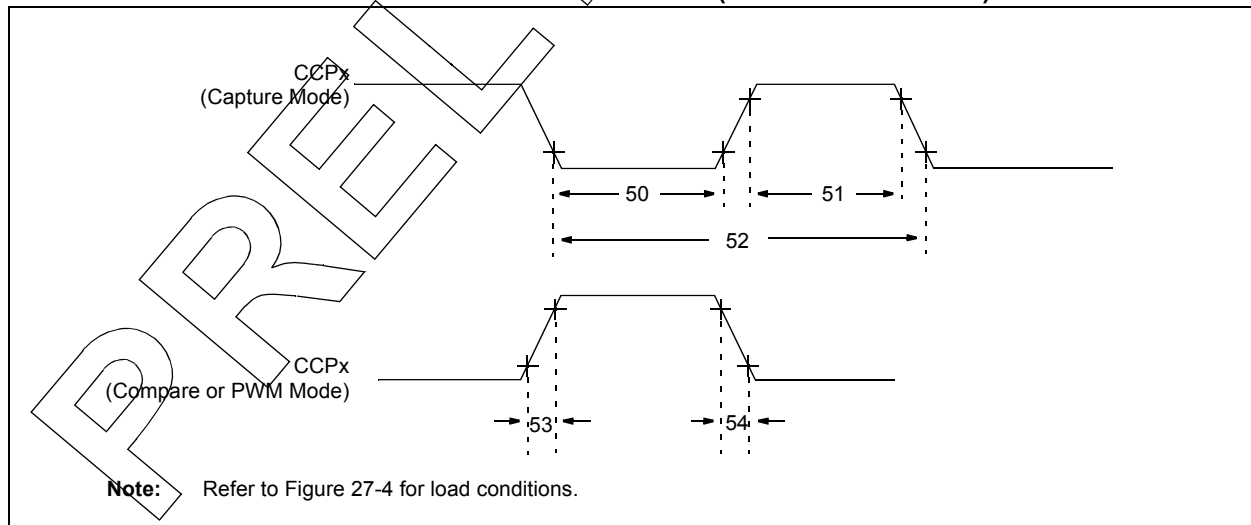 CCPx
(Capture Mode)
50
51
52
CCPx
(Compare or PWM Mode)
53
54
Note: Refer to Figure 27-4 for load conditions.
PREL